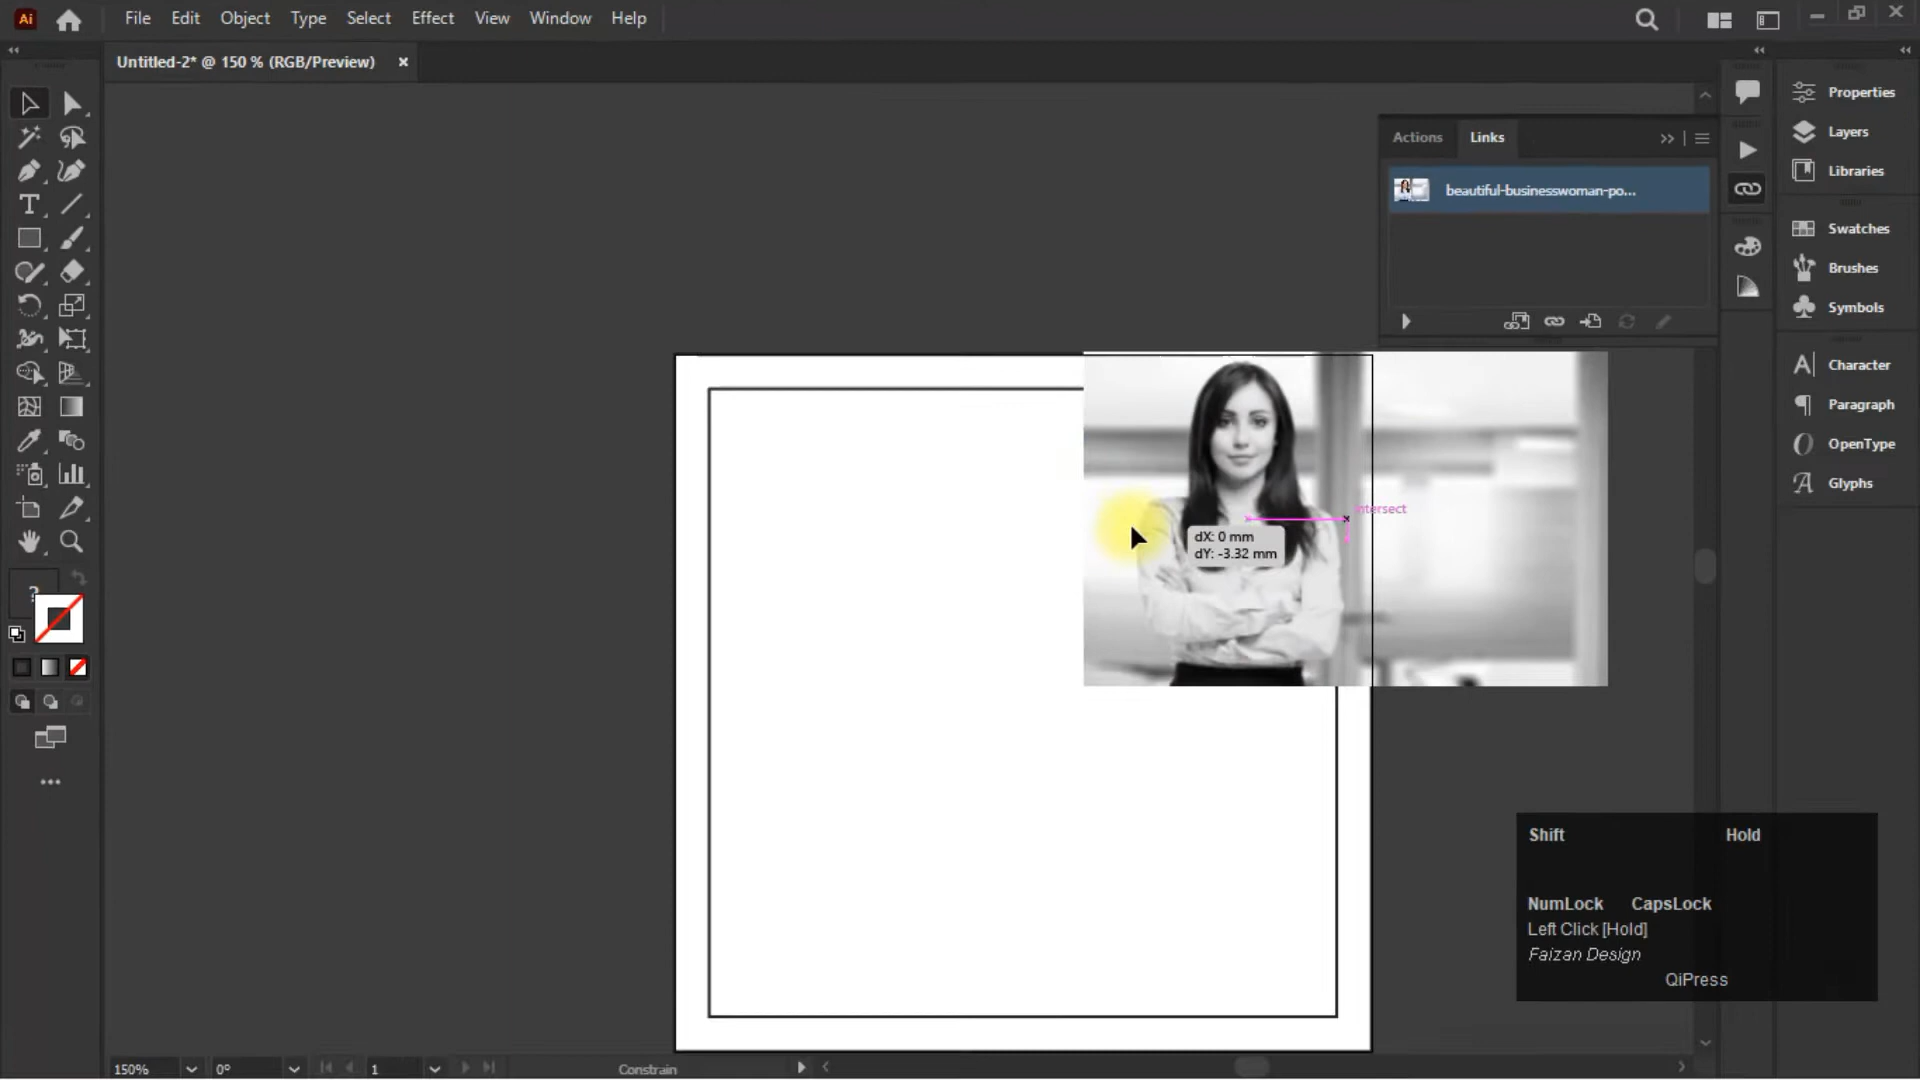 Ai File Edit Object Type Select Effect View Window Help
Untitled-2* @ 150 % (RGB/Preview) ×
Actions Links
beautiful-businesswoman-po...
Properties
Layers
Libraries
Swatches
Brushes
Symbols
Character
Paragraph
OpenType
Glyphs
intersect
dX: 0 mm
dY: -3.32 mm
?
Shift Hold
NumLock CapsLock
Left Click [Hold]
Faizan Design
QiPress
150% 0° 1 Constrain